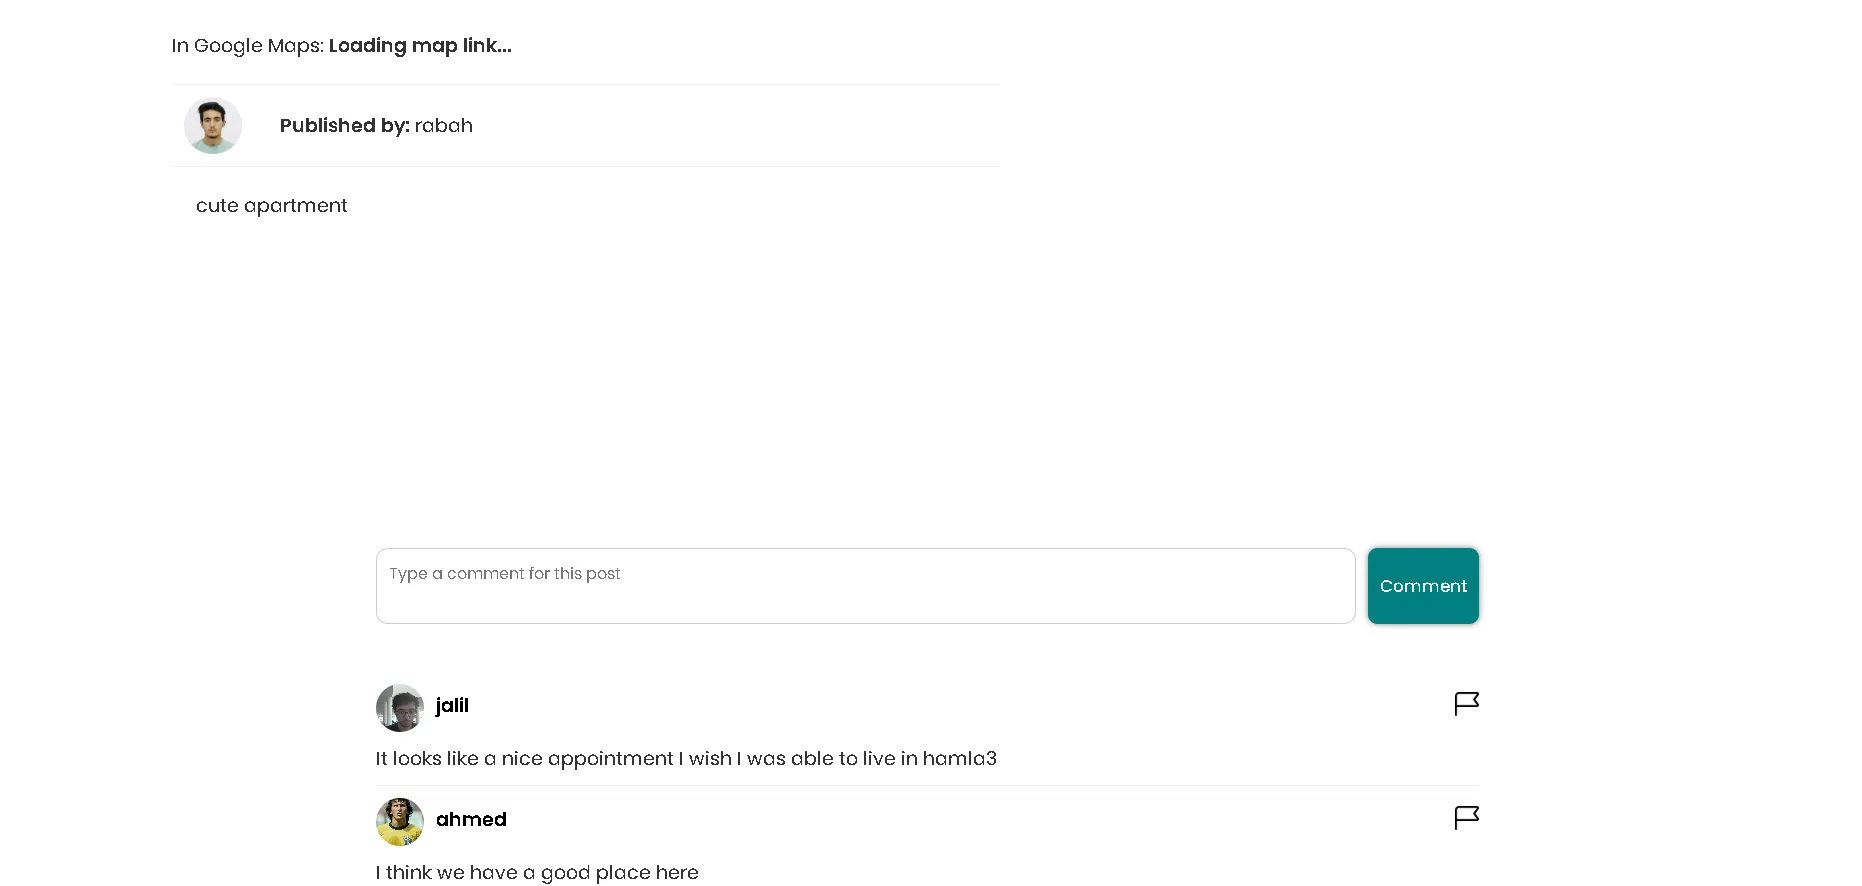 In Google Maps: Loading map link...
Published by: rabah
cute apartment
Type a comment for this post
Comment
jalil
It looks like a nice appointment I wish I was able to live in hamla3
ahmed
I think we have a good place here